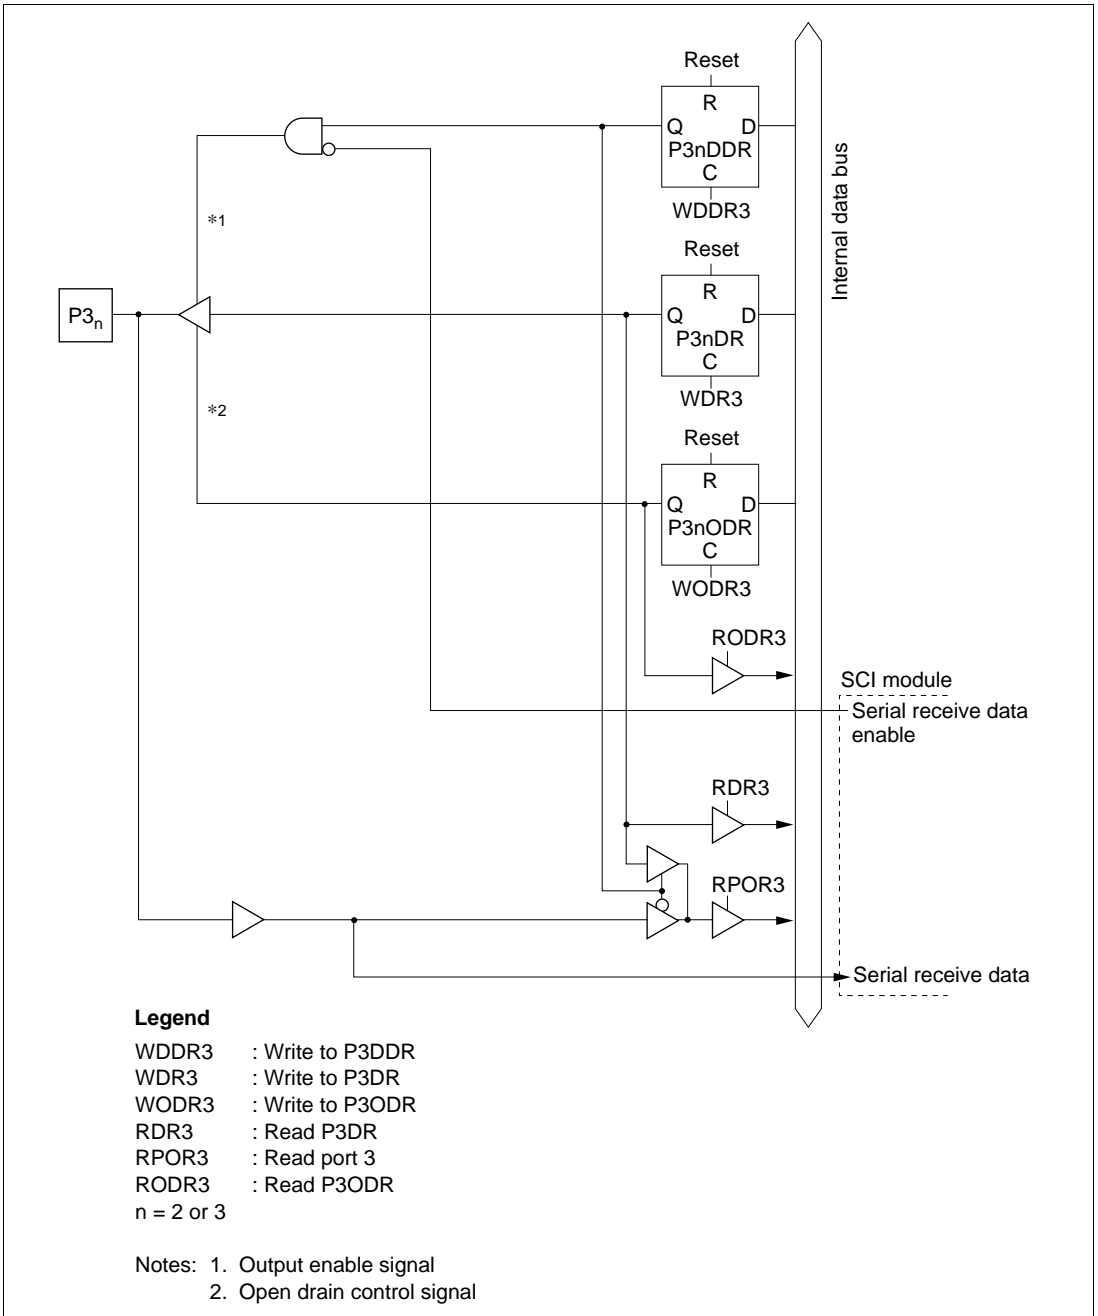 Reset
R
Q D
P3nDDR
C
WDDR3
Internal data bus
*1
Reset
R
P3n
Q D
P3nDR
C
WDR3
*2
Reset
R
Q D
P3nODR
C
WODR3
RODR3
SCI module
Serial receive data
enable
RDR3
RPOR3
Serial receive data
Legend
WDDR3 : Write to P3DDR
WDR3 : Write to P3DR
WODR3 : Write to P3ODR
RDR3 : Read P3DR
RPOR3 : Read port 3
RODR3 : Read P3ODR
n = 2 or 3
Notes: 1. Output enable signal
2. Open drain control signal